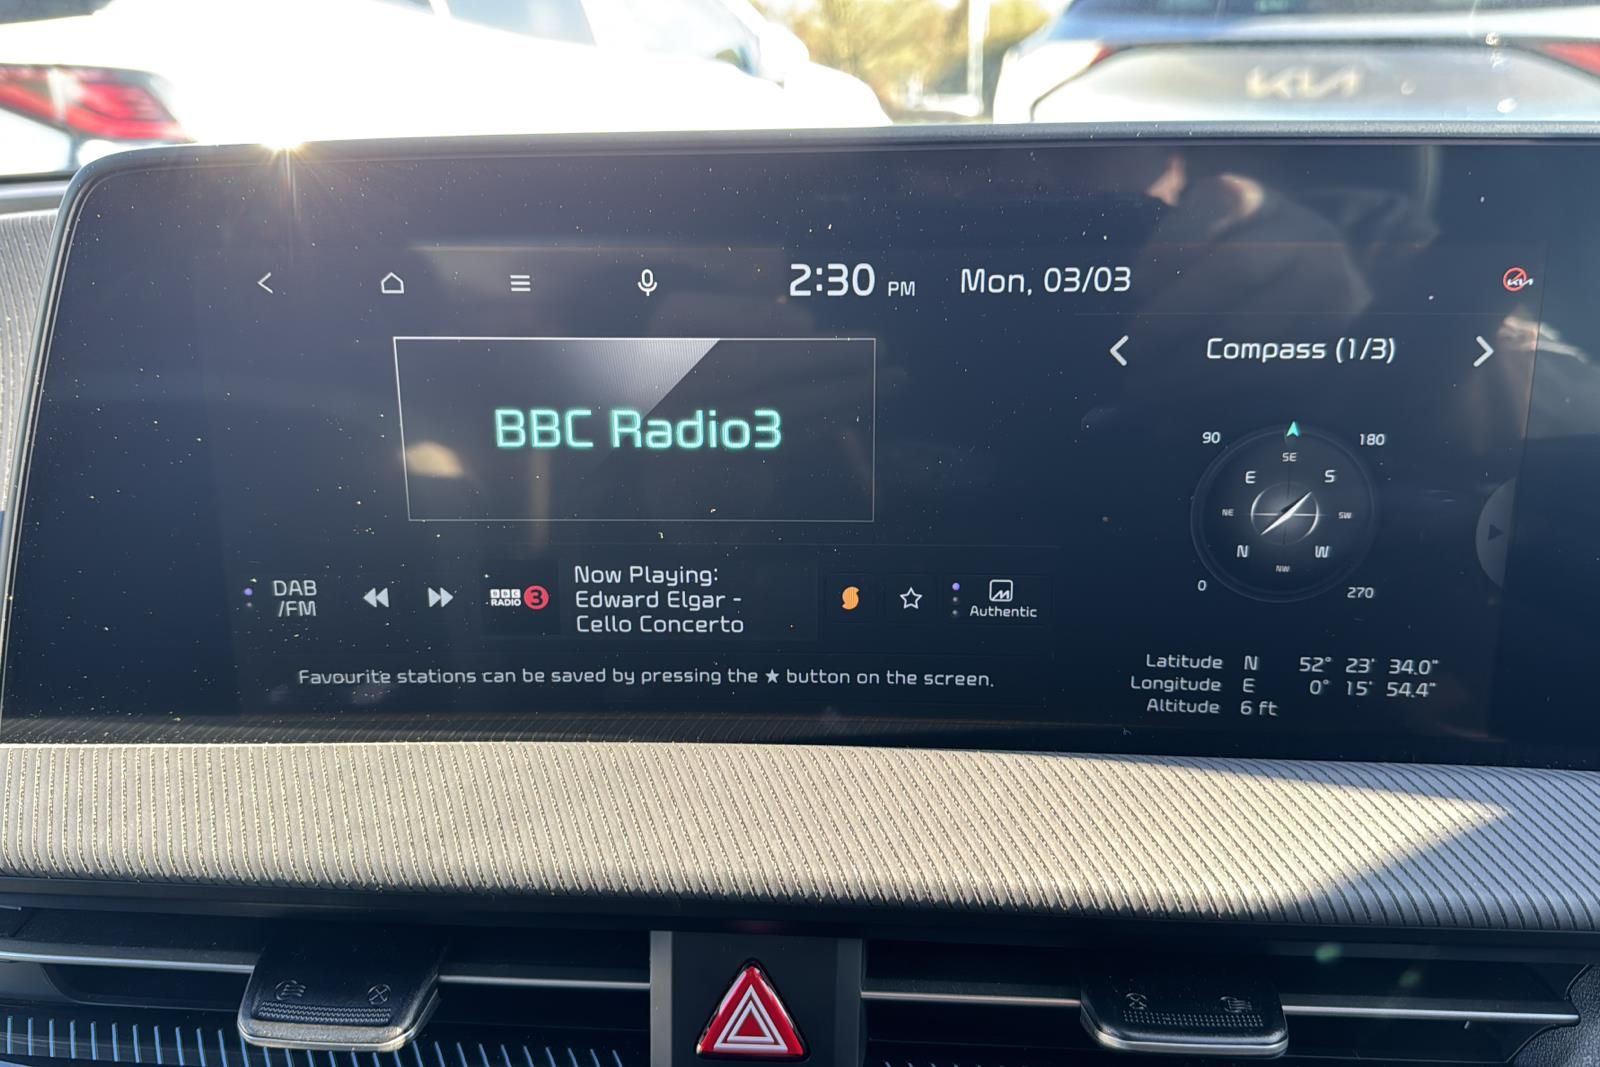 KIA
2:30 PM Mon, 03/03
KIA
BBC Radio3
Compass (1/3)
90
180
SE
E
S
NE
SW
N
W
NW
0
270
DAB
/FM
BBC
RADIO 3
Now Playing:
Edward Elgar -
Cello Concerto
Authentic
Favourite stations can be saved by pressing the ★ button on the screen.
Latitude N 52° 23' 34.0"
Longitude E 0° 15' 54.4"
Altitude 6 ft